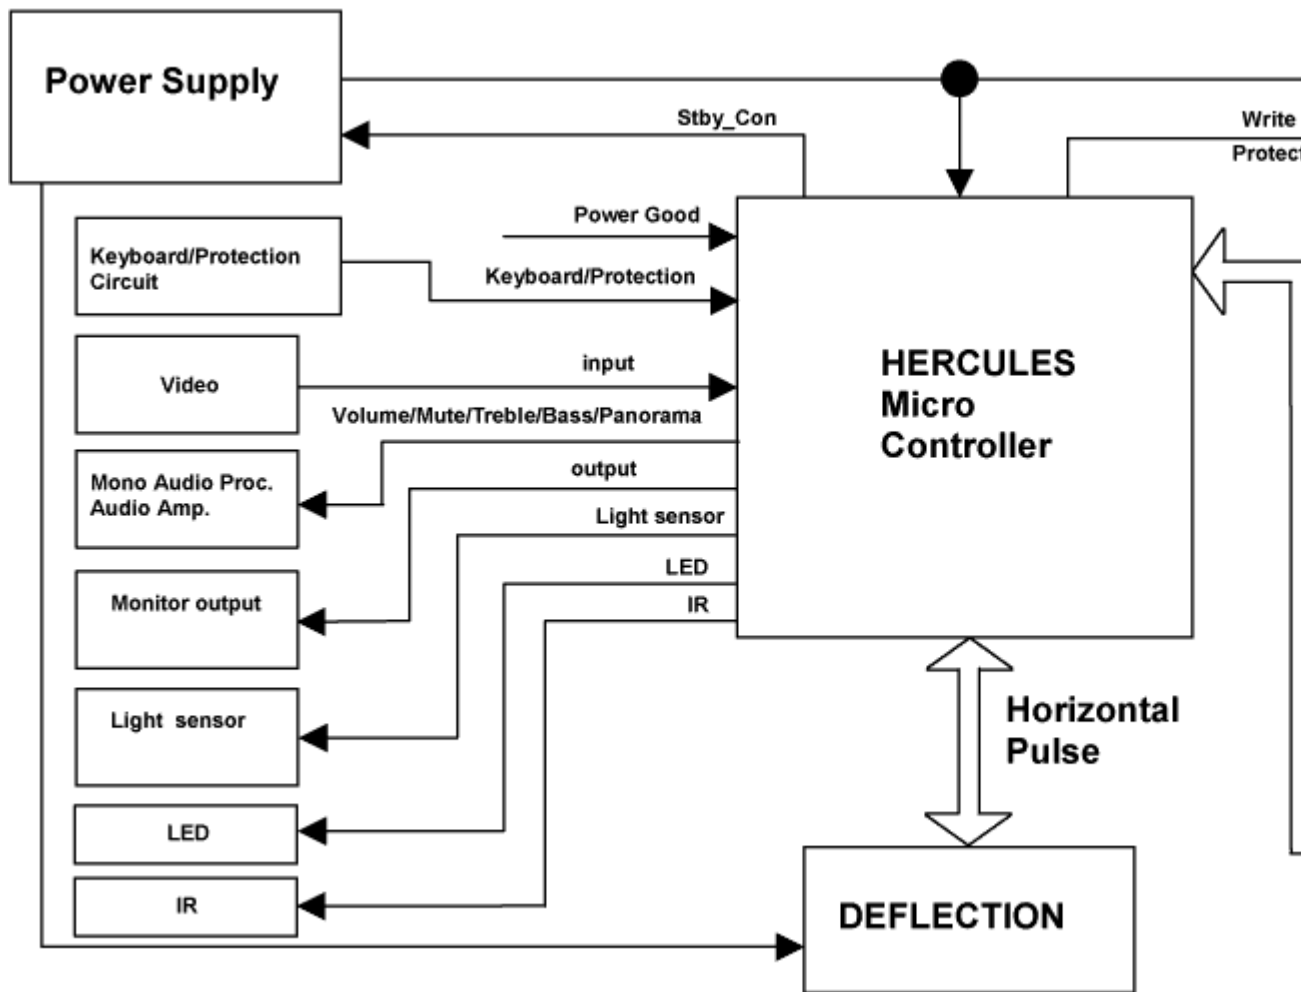 Power Supply
Stby_Con
Write
Protect
Power Good
Keyboard/Protection
Circuit
Keyboard/Protection
HERCULES
Micro
Controller
Video
input
Volume/Mute/Treble/Bass/Panorama
Mono Audio Proc.
Audio Amp.
output
Light sensor
LED
IR
Monitor output
Light sensor
Horizontal
Pulse
LED
IR
DEFLECTION